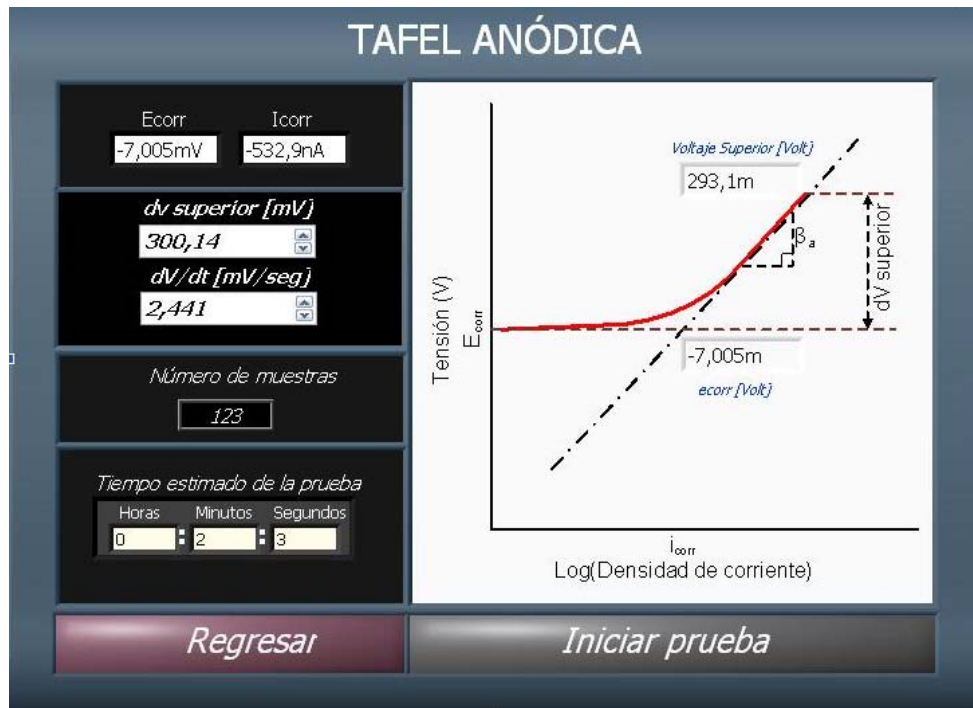 TAFEL ANÓDICA
Ecorr Icorr
-7,005mV -532,9nA
dv superior [mV]
300,14
dV/dt [mV/seg]
2,441
Número de muestras
123
Tiempo estimado de la prueba
Horas Minutos Segundos
0 : 2 : 3
Voltaje Superior [Volt]
293,1m
βa
dV superior
Tensión (V)
Ecorr
-7,005m
ecorr [Volt]
icorr
Log(Densidad de corriente)
Regresar
Iniciar prueba